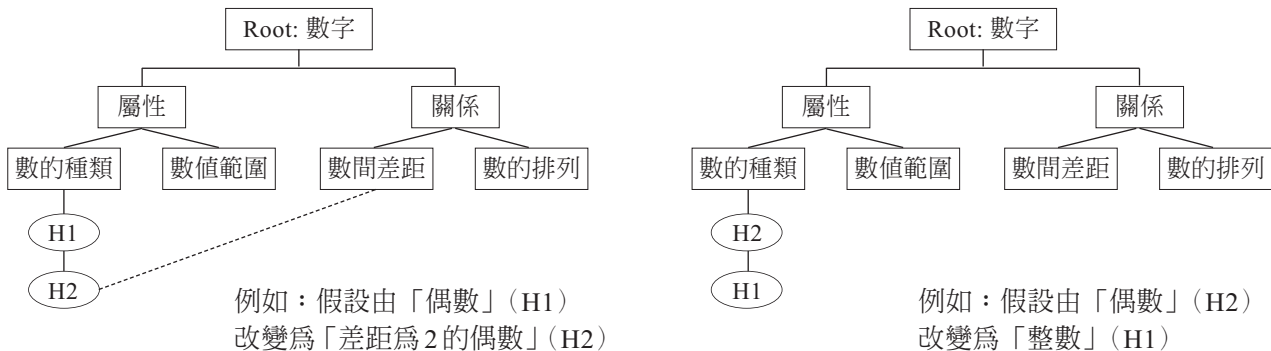 Root: 數字
屬性
關係
數的種類
數值範圍
數間差距
數的排列
H1
H2
例如：假設由「偶數」（H1）
改變爲「差距爲2的偶數」（H2）
Root: 數字
屬性
關係
數的種類
數值範圍
數間差距
數的排列
H2
H1
例如：假設由「偶數」（H2）
改變爲「整數」（H1）